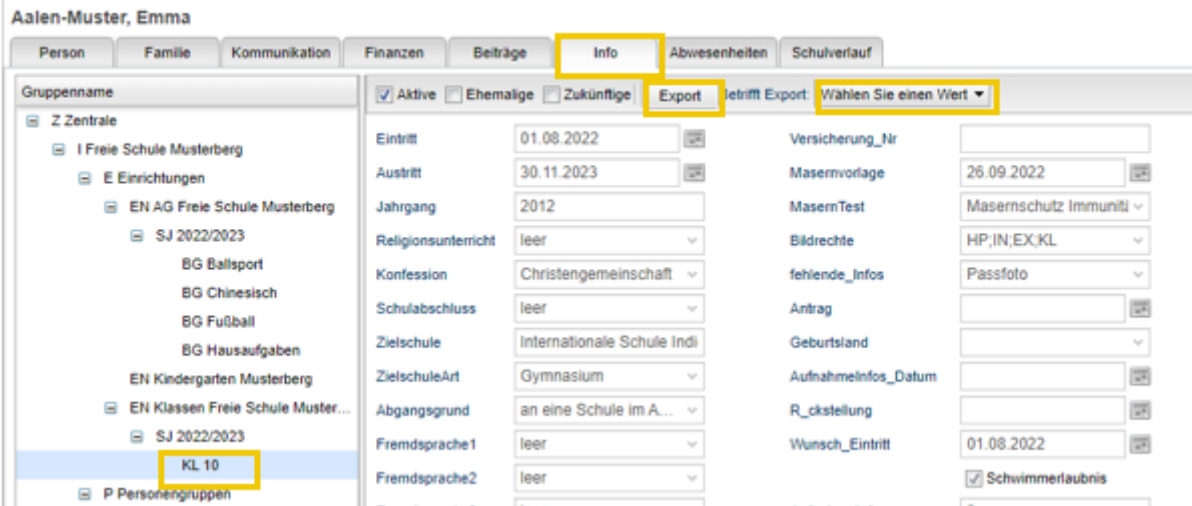 Aalen-Muster, Emma
Person Familie Kommunikation Finanzen Beiträge Info Abwesenheiten Schulverlauf
Gruppenname
Z Zentrale
I Freie Schule Musterberg
E Einrichtungen
EN AG Freie Schule Musterberg
SJ 2022/2023
BG Ballsport
BG Chinesisch
BG Fußball
BG Hausaufgaben
EN Kindergarten Musterberg
EN Klassen Freie Schule Muster...
SJ 2022/2023
KL 10
P Personengruppen
Aktive Ehemalige Zukünftige Export Betrifft Export: Wählen Sie einen Wert
Eintritt 01.08.2022
Austritt 30.11.2023
Jahrgang 2012
Religionsunterricht leer
Konfession Christengemeinschaft
Schulabschluss leer
Zielschule Internationale Schule Indi
ZielschuleArt Gymnasium
Abgangsgrund an eine Schule im A...
Fremdsprache1 leer
Fremdsprache2 leer
Versicherung_Nr
Masernvorlage 26.09.2022
MasernTest Masernschutz Immunitä
Bildrechte HP;IN;EX;KL
fehlende_Infos Passfoto
Antrag
Geburtsland
AufnahmeInfos_Datum
R_ckstellung
Wunsch_Eintritt 01.08.2022
Schwimmerlaubnis